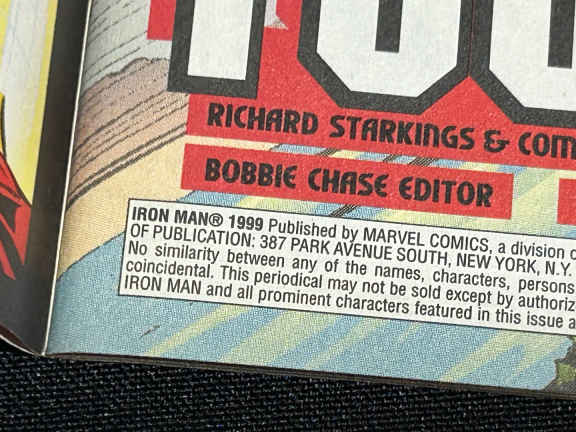 RICHARD STARKINGS & COM
BOBBIE CHASE EDITOR
IRON MAN® 1999 Published by MARVEL COMICS, a division
OF PUBLICATION: 387 PARK AVENUE SOUTH, NEW YORK, N.Y.
No similarity between any of the names, characters, persons
coincidental. This periodical may not be sold except by authoriz
IRON MAN and all prominent characters featured in this issue a